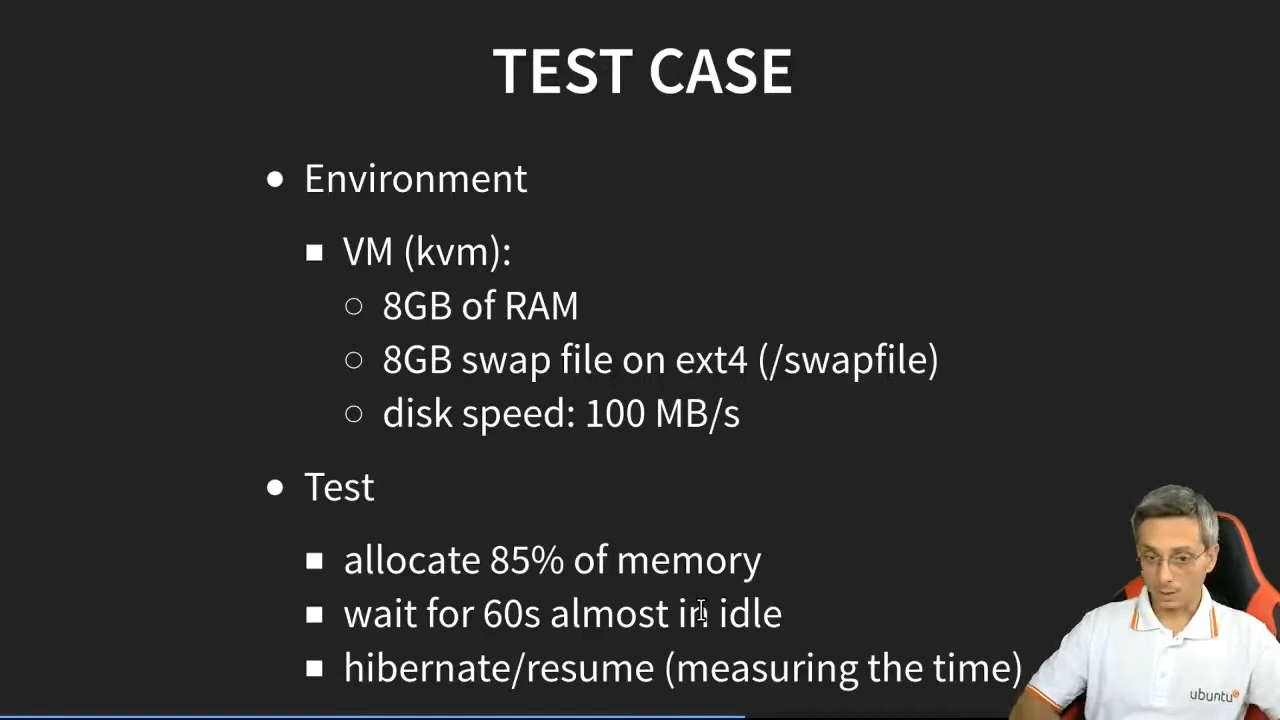 TEST CASE
Environment
VM (kvm):
8GB of RAM
8GB swap file on ext4 (/swapfile)
disk speed: 100 MB/s
Test
allocate 85% of memory
wait for 60s almost in idle
hibernate/resume (measuring the time)
ubuntu